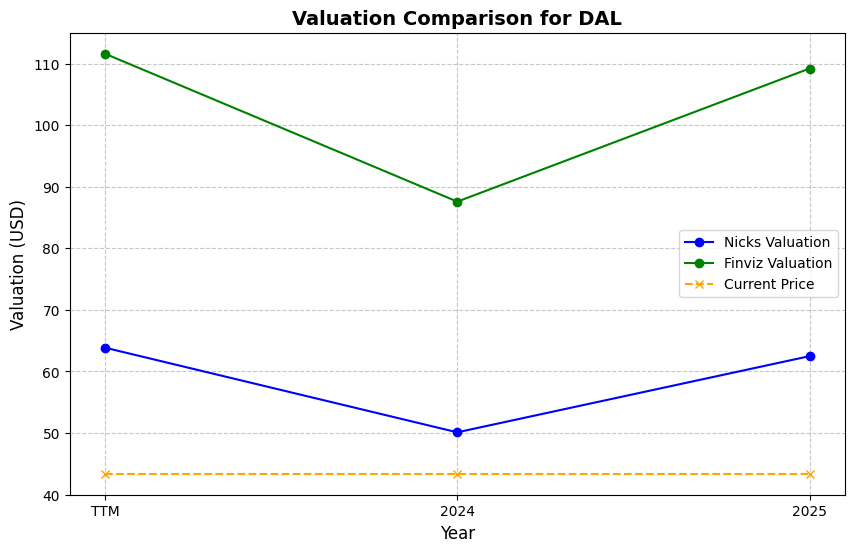 Valuation Comparison for DAL
Valuation (USD)
110
100
90
80
70
60
50
40
Nicks Valuation
Finviz Valuation
Current Price
TTM
2024
2025
Year